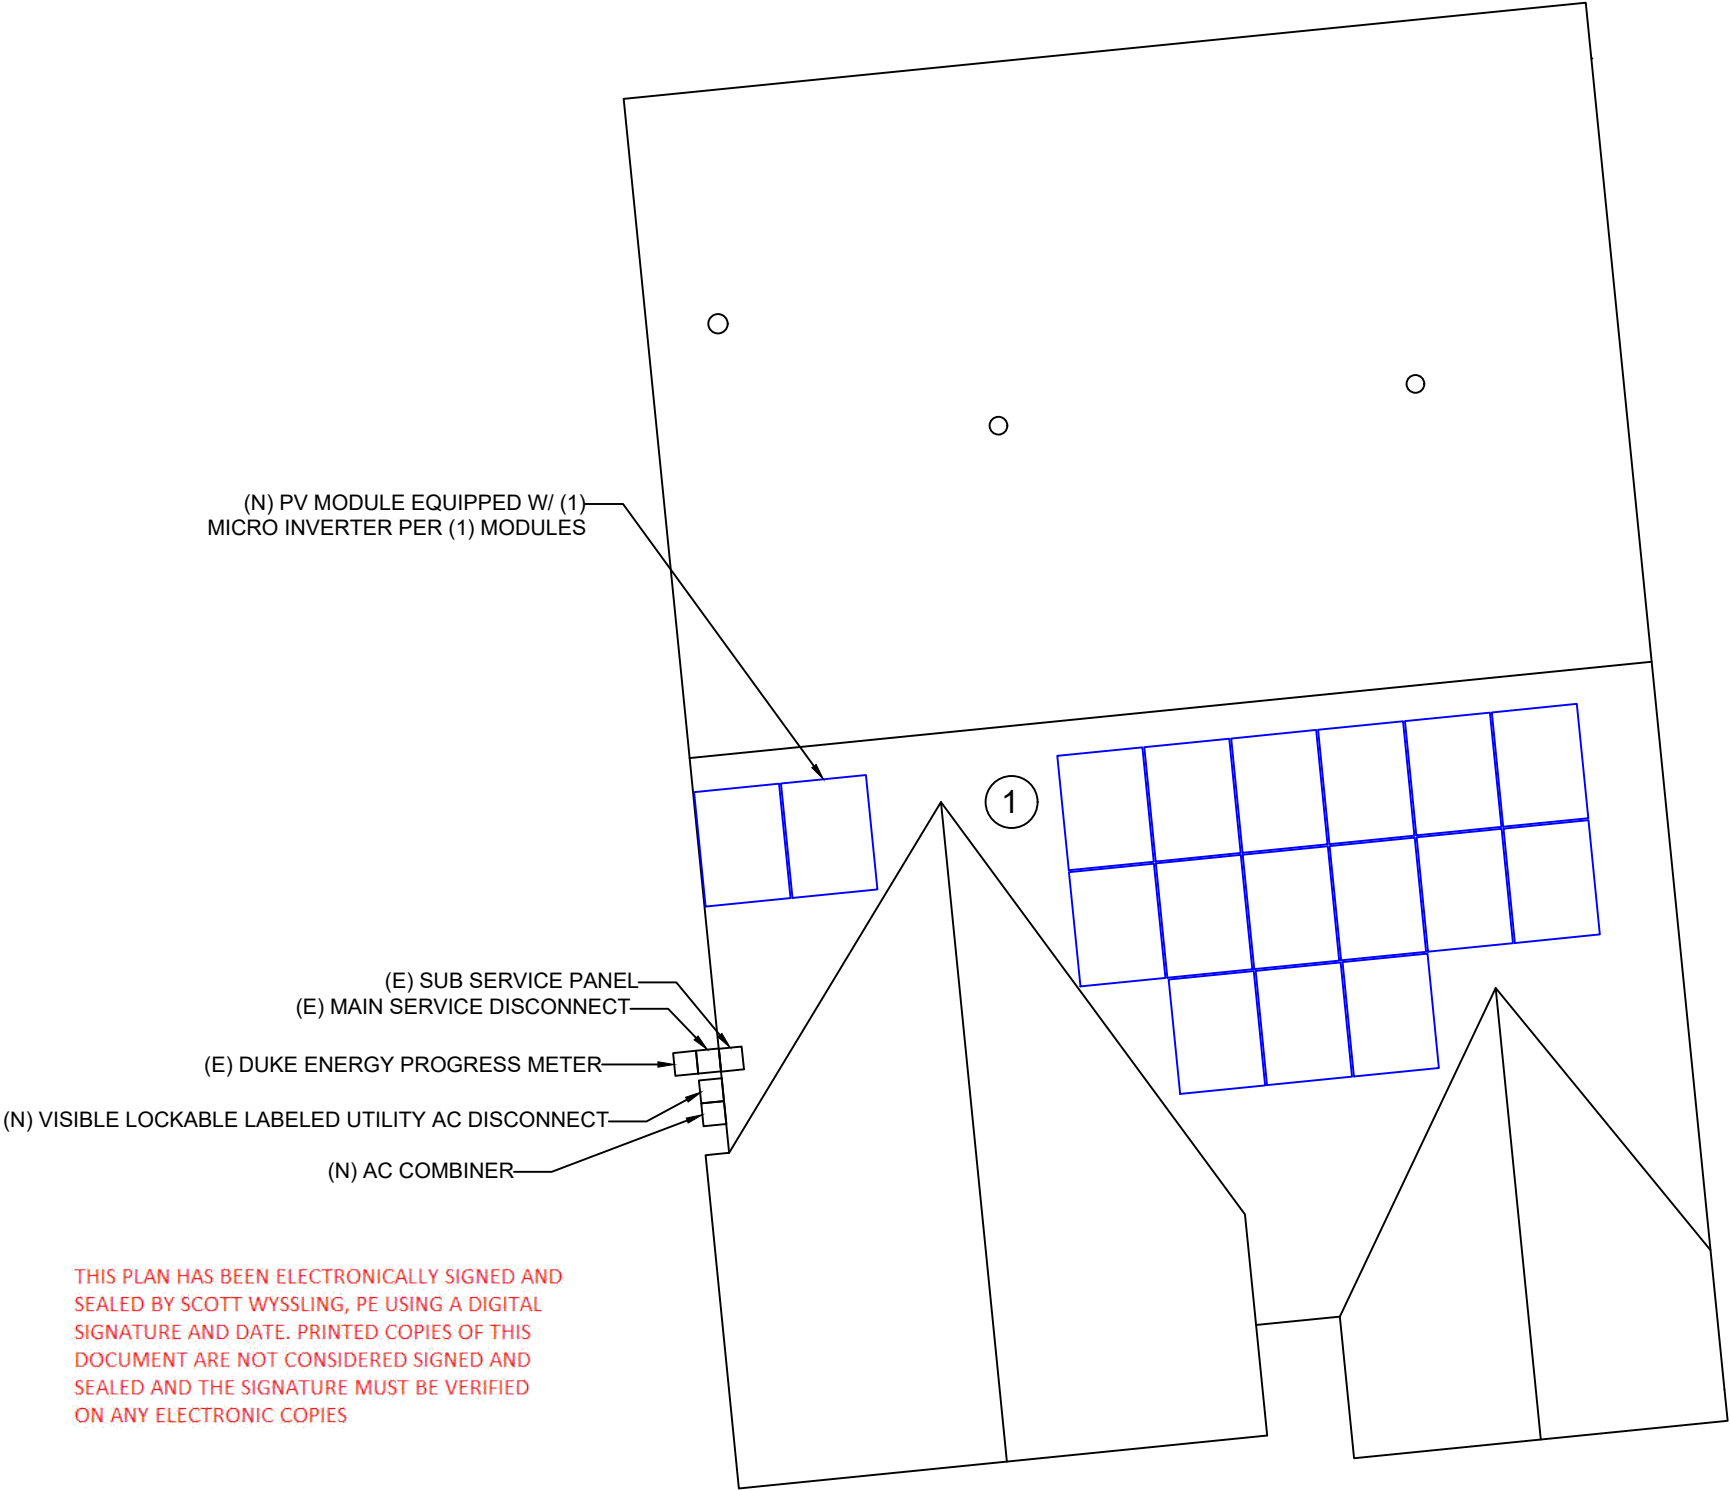 (N) PV MODULE EQUIPPED W/ (1)
MICRO INVERTER PER (1) MODULES
1
(E) SUB SERVICE PANEL
(E) MAIN SERVICE DISCONNECT
(E) DUKE ENERGY PROGRESS METER
(N) VISIBLE LOCKABLE LABELED UTILITY AC DISCONNECT
(N) AC COMBINER
THIS PLAN HAS BEEN ELECTRONICALLY SIGNED AND
SEALED BY SCOTT WYSSLING, PE USING A DIGITAL
SIGNATURE AND DATE. PRINTED COPIES OF THIS
DOCUMENT ARE NOT CONSIDERED SIGNED AND
SEALED AND THE SIGNATURE MUST BE VERIFIED
ON ANY ELECTRONIC COPIES